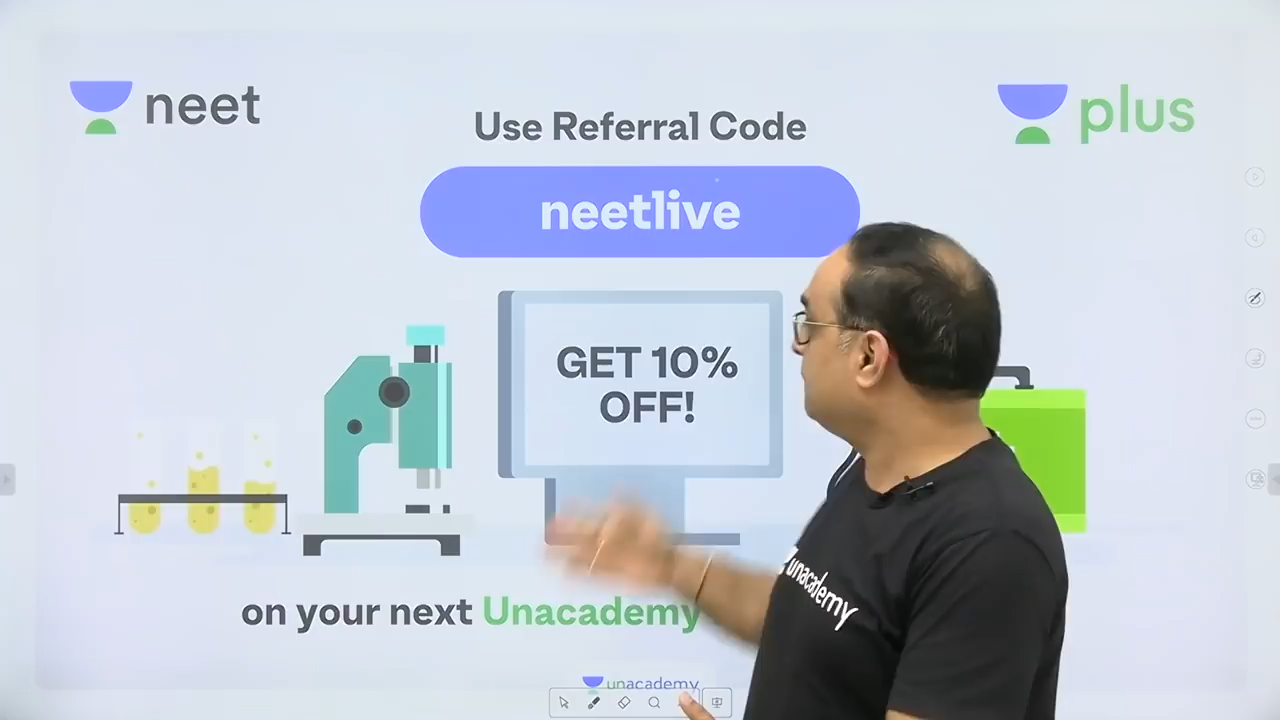 neet
plus
Use Referral Code
neetlive
GET 10%
OFF!
on your next Unacademy
unacademy
unacademy